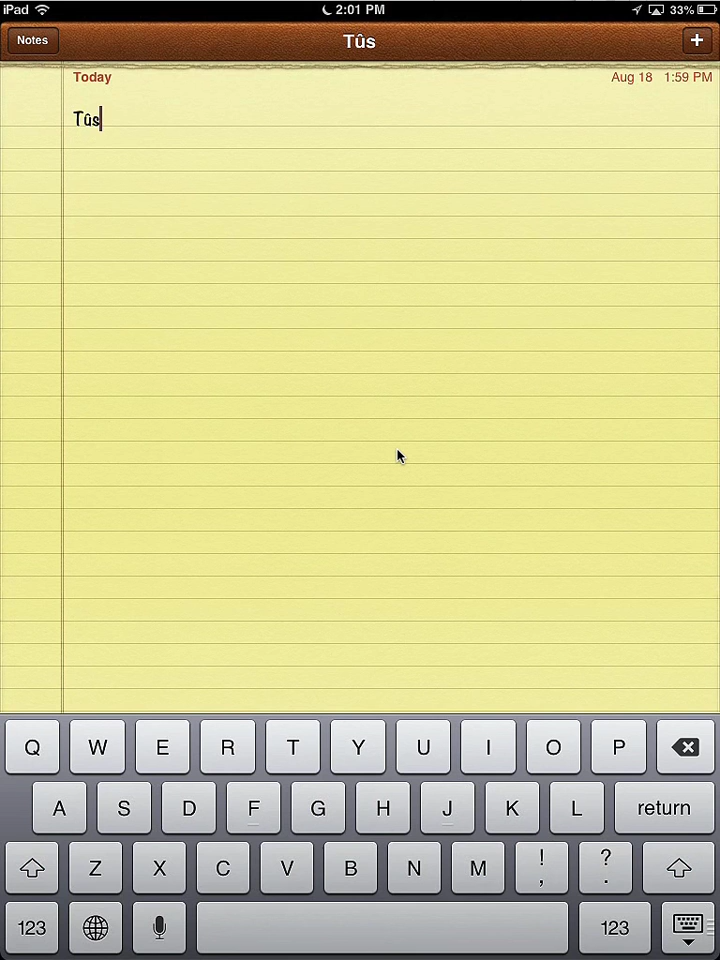 iPad 2:01 PM 33%
Notes Tûs +
Today Aug 18 1:59 PM
Tûs
Q W E R T Y U I O P
A S D F G H J K L return
Z X C V B N M ! , ? .
123 123